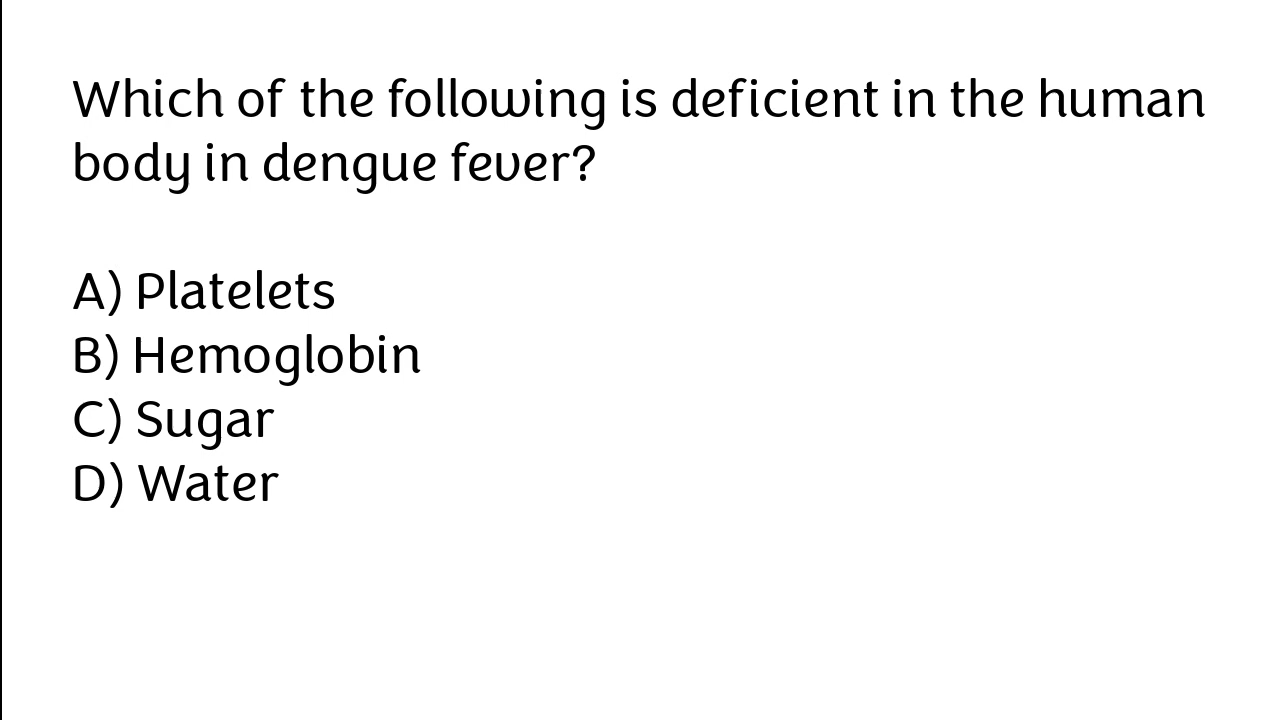 Which of the following is deficient in the human
body in dengue fever?
A) Platelets
B) Hemoglobin
C) Sugar
D) Water